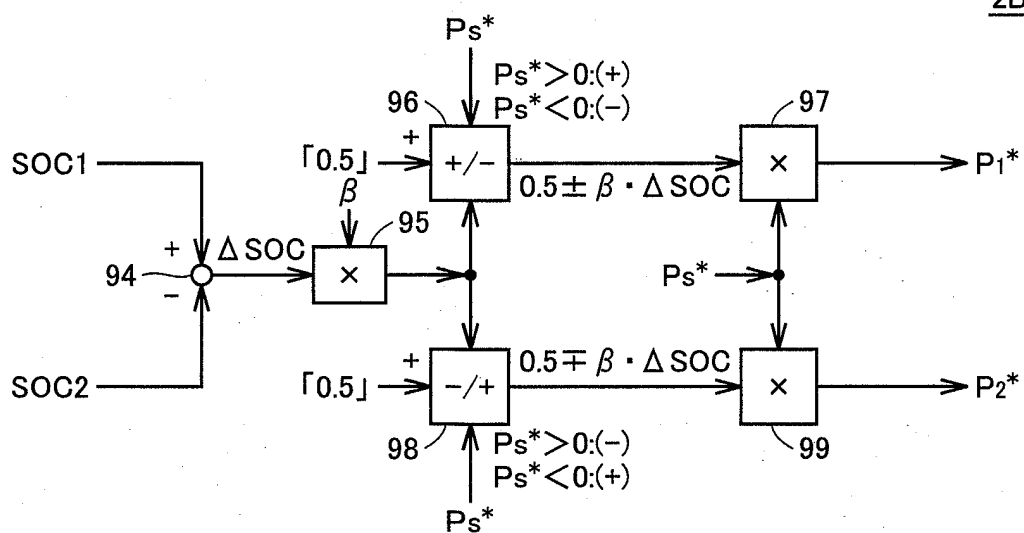 2B
Ps*
Ps*>0:(+)
Ps*<0:(-)
96
97
SOC1
+
「0.5」
+/-
0.5± β・ΔSOC
×
P1*
β
95
+
ΔSOC
94
-
×
Ps*
SOC2
+
「0.5」
-/+
0.5∓ β・ΔSOC
×
P2*
98
Ps*>0:(-)
Ps*<0:(+)
99
Ps*